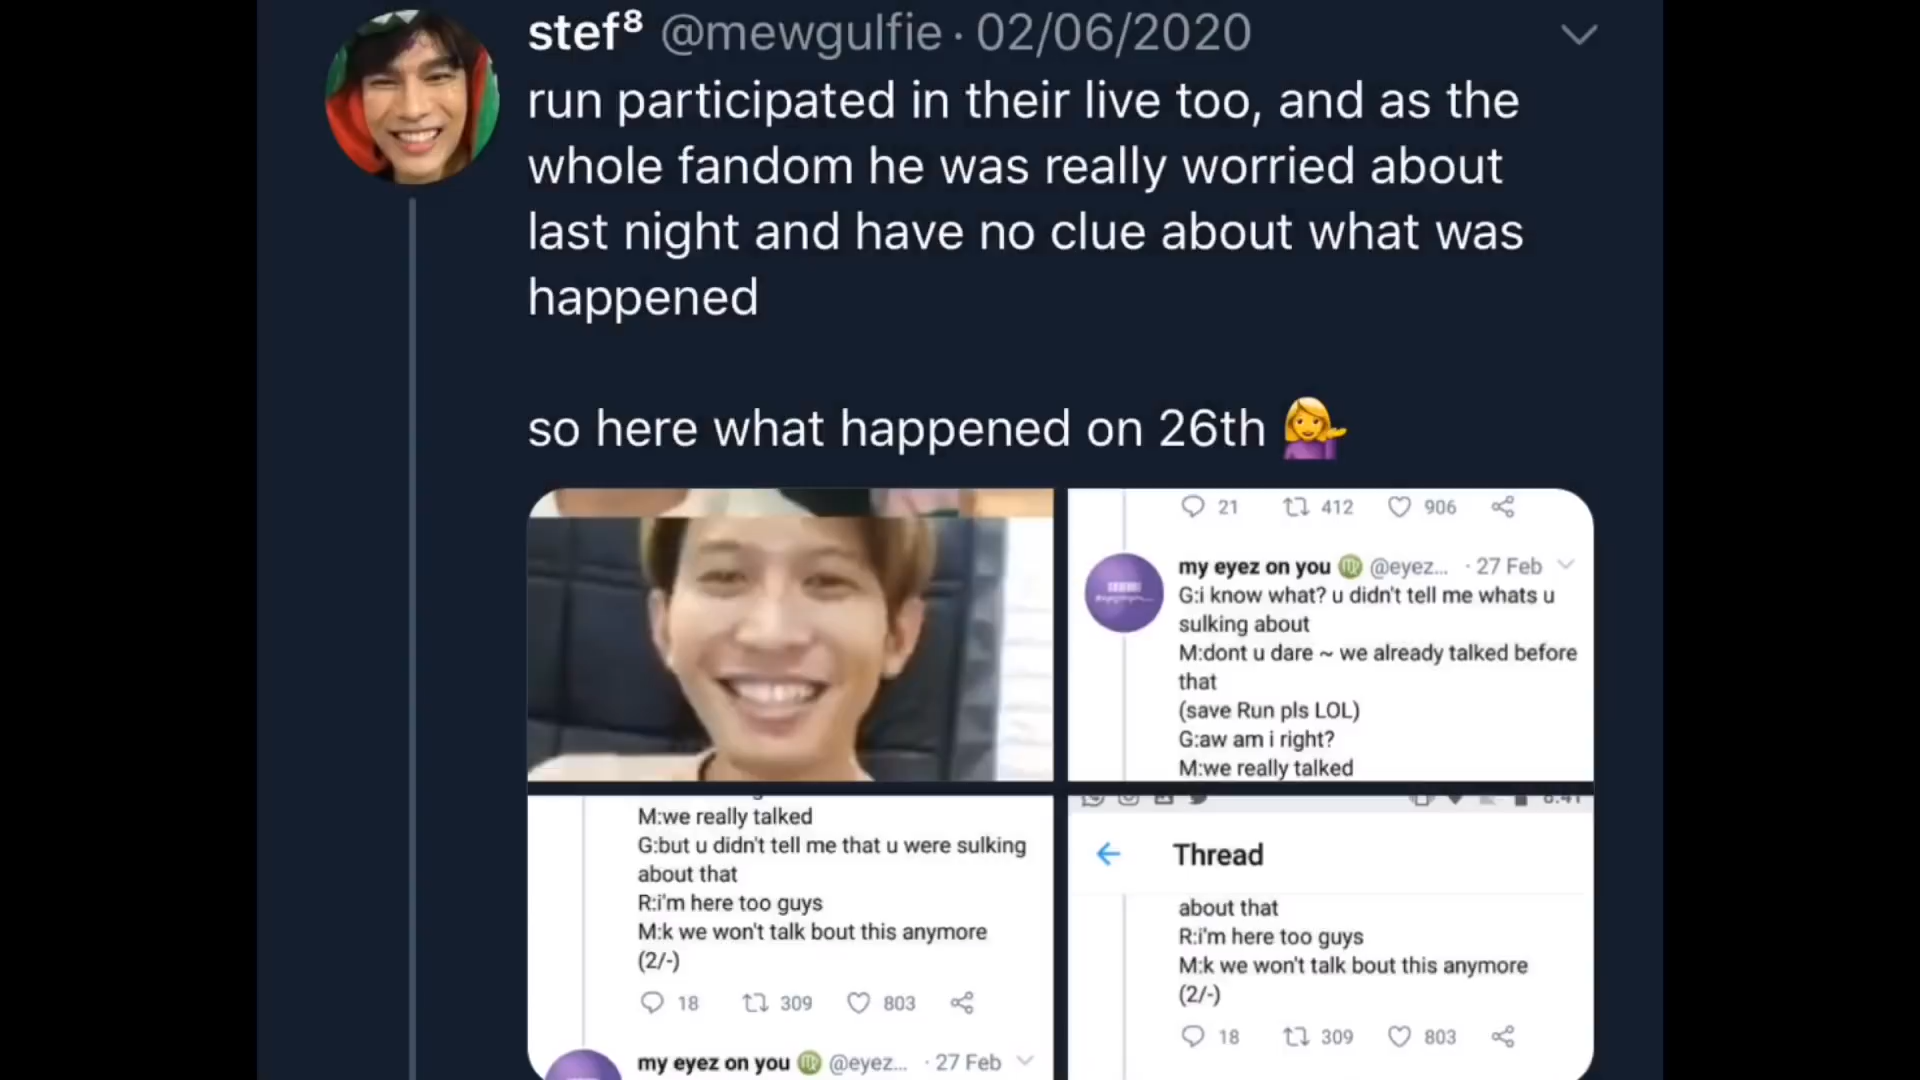 stef⁸ @mewgulfie · 02/06/2020
run participated in their live too, and as the
whole fandom he was really worried about
last night and have no clue about what was
happened
so here what happened on 26th
21 412 906
my eyez on you @eyez... · 27 Feb
G:i know what? u didn't tell me whats u
sulking about
M:dont u dare ~ we already talked before
that
(save Run pls LOL)
G:aw am i right?
M:we really talked
M:we really talked
G:but u didn't tell me that u were sulking
about that
R:i'm here too guys
M:k we won't talk bout this anymore
(2/-)
18 309 803
my eyez on you @eyez... · 27 Feb
8:41
Thread
about that
R:i'm here too guys
M:k we won't talk bout this anymore
(2/-)
18 309 803